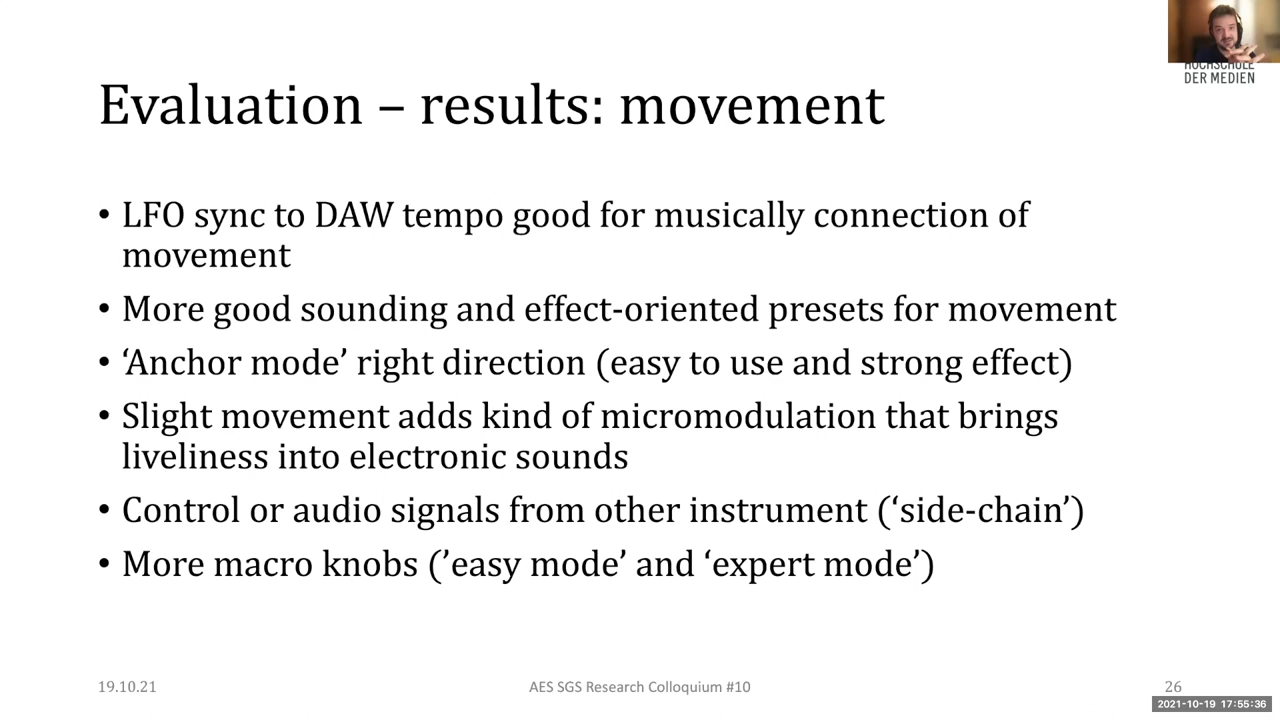 HOCHSCHULE
DER MEDIEN
Evaluation – results: movement
• LFO sync to DAW tempo good for musically connection of
movement
• More good sounding and effect-oriented presets for movement
• ‘Anchor mode’ right direction (easy to use and strong effect)
• Slight movement adds kind of micromodulation that brings
liveliness into electronic sounds
• Control or audio signals from other instrument (‘side-chain’)
• More macro knobs (’easy mode’ and ‘expert mode’)
19.10.21
AES SGS Research Colloquium #10
26
2021-10-19 17:55:36